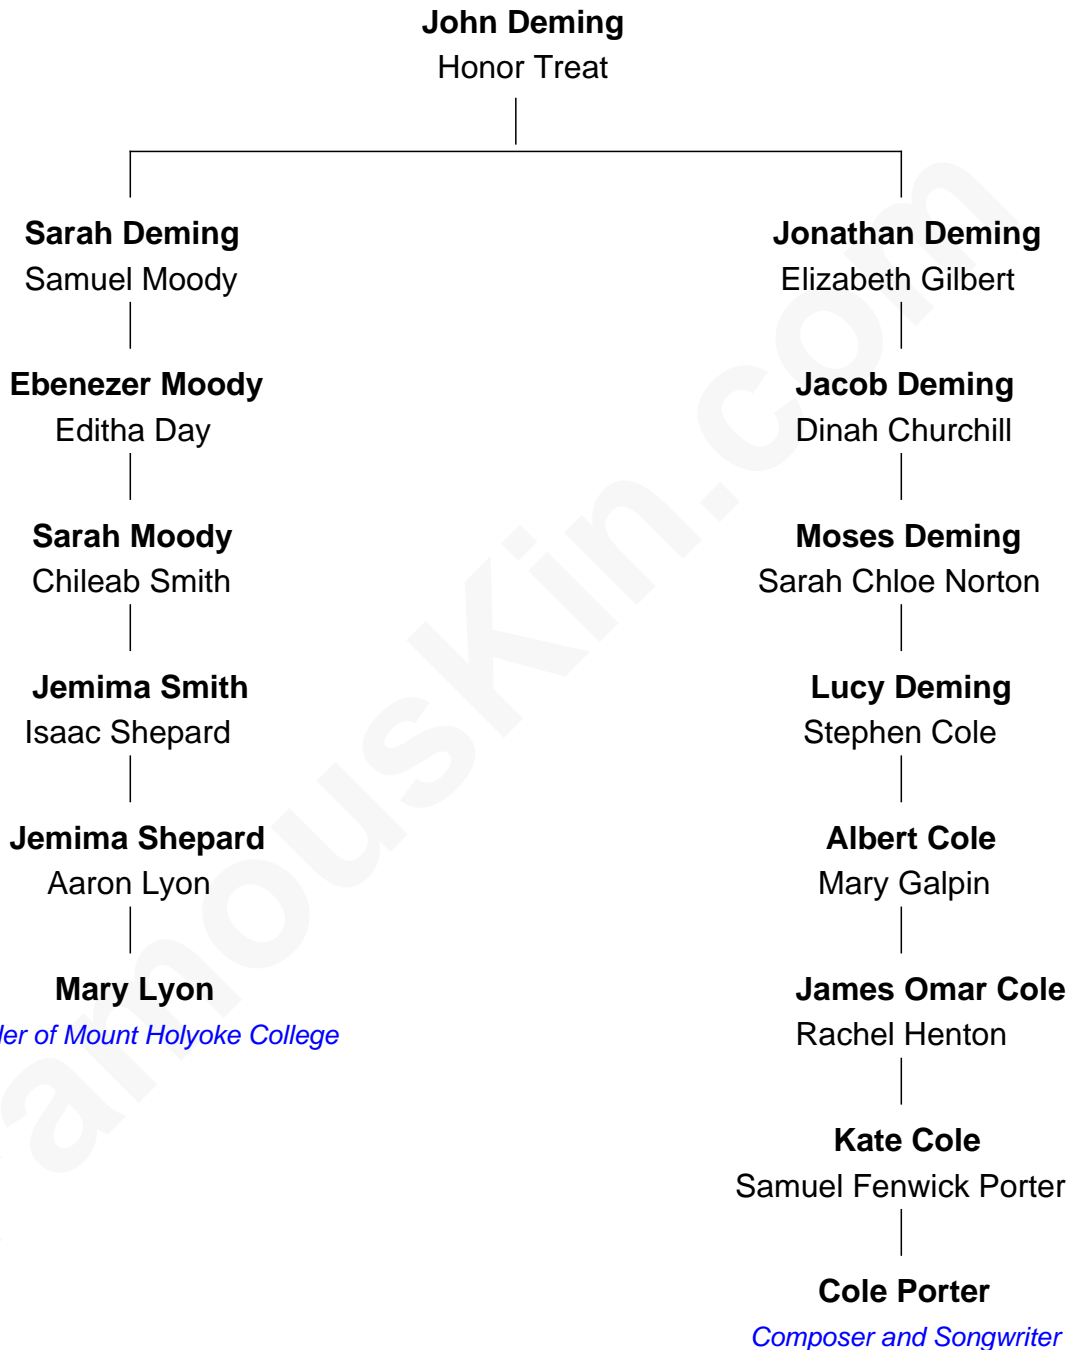 John Deming
Honor Treat
Sarah Deming
Samuel Moody
Ebenezer Moody
Editha Day
Sarah Moody
Chileab Smith
Jemima Smith
Isaac Shepard
Jemima Shepard
Aaron Lyon
Mary Lyon
of Mount Holyoke College
Jonathan Deming
Elizabeth Gilbert
Jacob Deming
Dinah Churchill
Moses Deming
Sarah Chloe Norton
Lucy Deming
Stephen Cole
Albert Cole
Mary Galpin
James Omar Cole
Rachel Henton
Kate Cole
Samuel Fenwick Porter
Cole Porter
Composer and Songwriter
amousKin.com